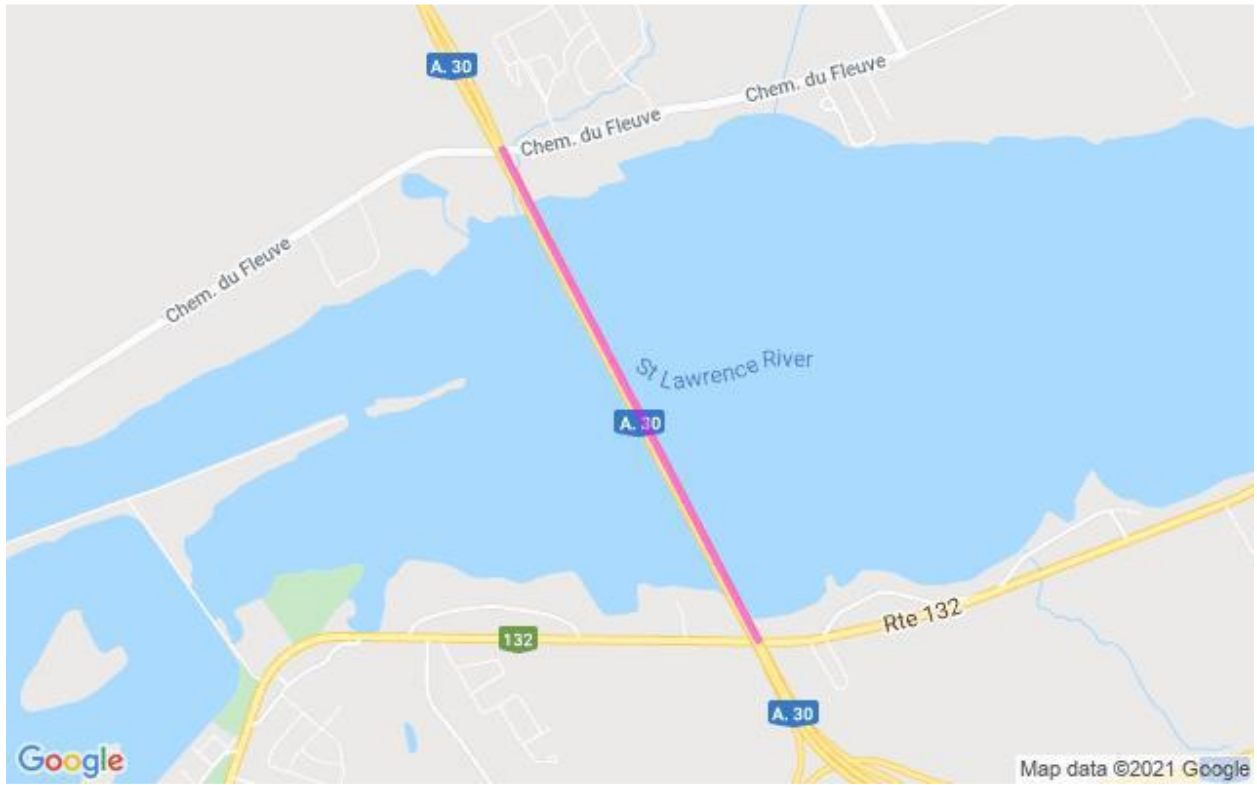 A. 30
Chem. du Fleuve
Chem. du Fleuve
Chem. du Fleuve
St Lawrence River
A. 30
Rte 132
132
A. 30
Google
Map data ©2021 Google